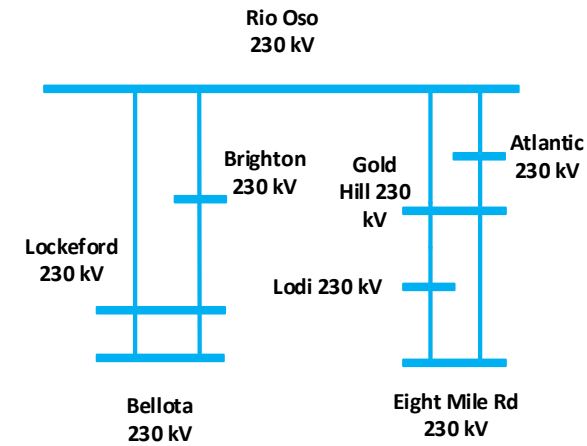 Rio Oso
230 kV
Brighton
230 kV
Gold
Hill 230
kV
Atlantic
230 kV
Lockeford
230 kV
Lodi 230 kV
Bellota
230 kV
Eight Mile Rd
230 kV